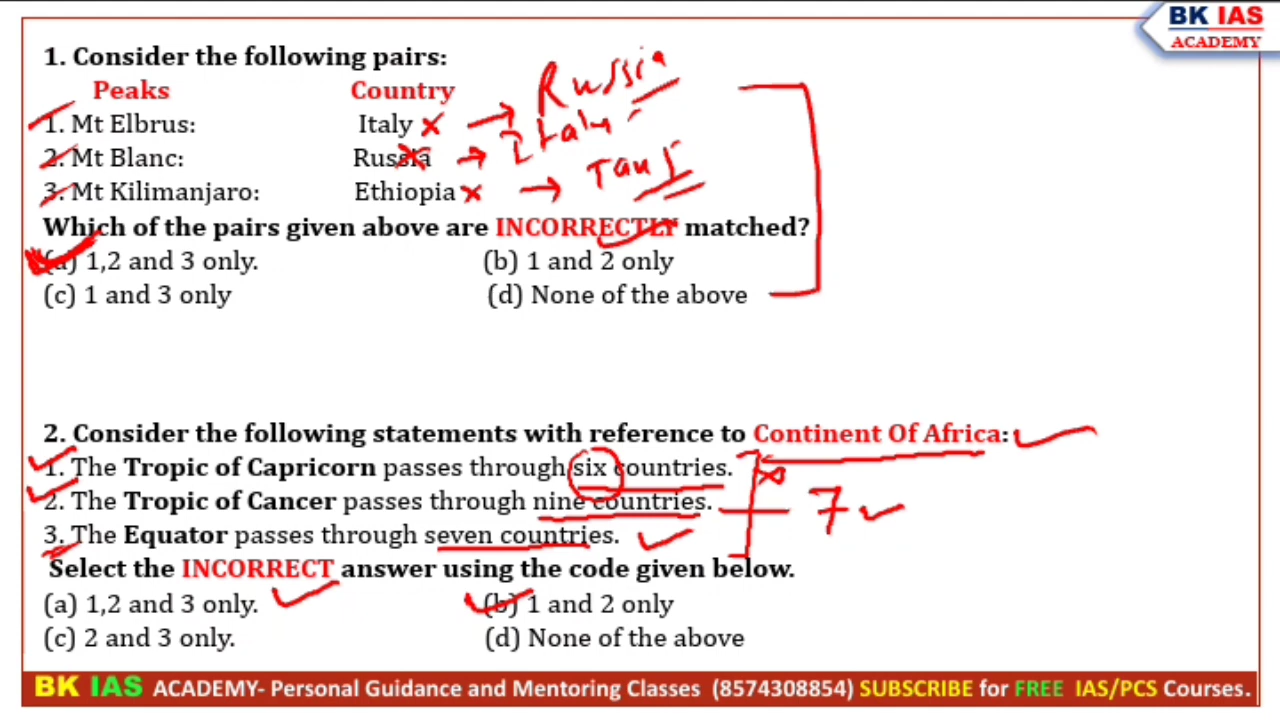 BK IAS
ACADEMY
1. Consider the following pairs:
Peaks Country
1. Mt Elbrus: Italy x → Russia
2. Mt Blanc: Russia → Italy
3. Mt Kilimanjaro: Ethiopia x →
Which of the pairs given above are INCORRECTLY matched?
(a) 1,2 and 3 only. (b) 1 and 2 only
(c) 1 and 3 only (d) None of the above
2. Consider the following statements with reference to Continent Of Africa:
1. The Tropic of Capricorn passes through six countries.
2. The Tropic of Cancer passes through nine countries. 7
3. The Equator passes through seven countries.
Select the INCORRECT answer using the code given below.
(a) 1,2 and 3 only. (b) 1 and 2 only
(c) 2 and 3 only. (d) None of the above
BK IAS ACADEMY- Personal Guidance and Mentoring Classes (8574308854) SUBSCRIBE for FREE IAS/PCS Courses.